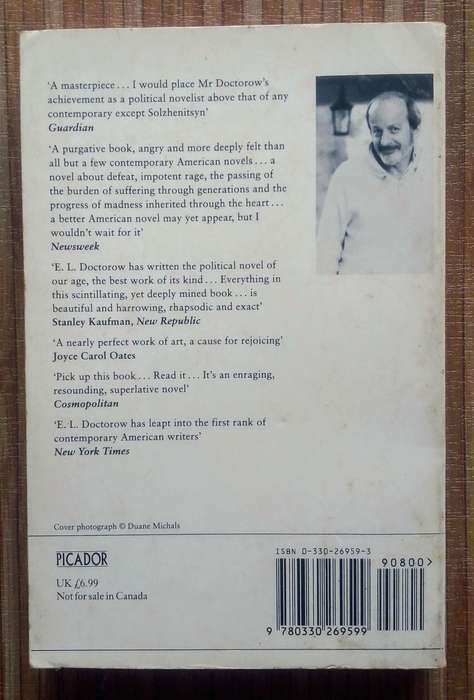 ‘A masterpiece . . . I would place Mr Doctorow’s
achievement as a political novelist above that of any
contemporary except Solzhenitsyn’
Guardian
‘A purgative book, angry and more deeply felt than
all but a few contemporary American novels . . . a
novel about defeat, impotent rage, the passing of
the burden of suffering through generations and the
progress of madness inherited through the heart . . .
a better American novel may yet appear, but I
wouldn’t wait for it’
Newsweek
‘E. L. Doctorow has written the political novel of
our age, the best work of its kind . . . Everything in
this scintillating, yet deeply mined book . . . is
beautiful and harrowing, rhapsodic and exact’
Stanley Kaufman, New Republic
‘A nearly perfect work of art, a cause for rejoicing’
Joyce Carol Oates
‘Pick up this book . . . Read it . . . It’s an enraging,
resounding, superlative novel’
Cosmopolitan
‘E. L. Doctorow has leapt into the first rank of
contemporary American writers’
New York Times
Cover photograph © Duane Michals
PICADOR
UK £6.99
Not for sale in Canada
ISBN 0-330-26959-3
90800>
9 780330 269599